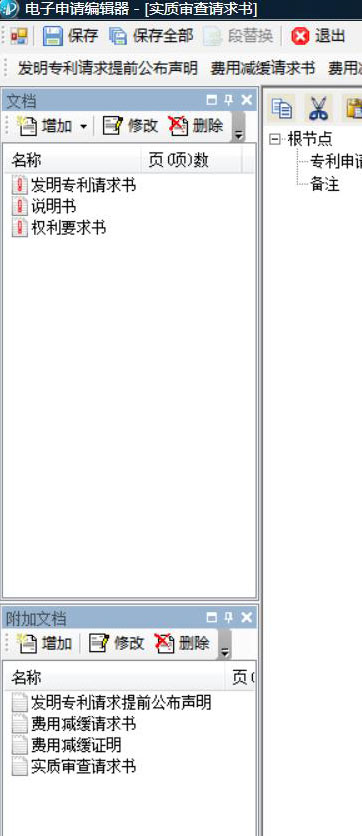 电子申请编辑器 - [实质审查请求书]
保存 保存全部 段替换 退出
发明专利请求提前公布声明 费用减缓请求书 费用
文档
增加 修改 删除
名称 页(项)数
发明专利请求书
说明书
权利要求书
根节点
专利申请
备注
附加文档
增加 修改 删除
名称 页(
发明专利请求提前公布声明
费用减缓请求书
费用减缓证明
实质审查请求书